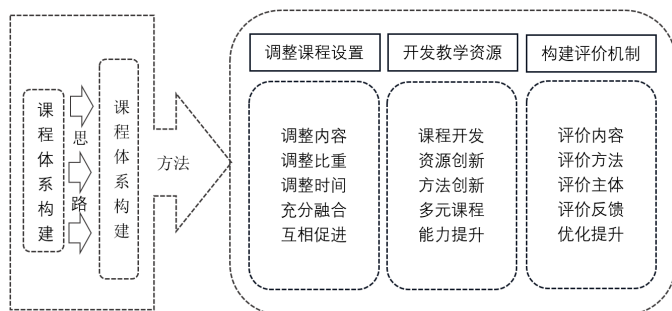 课程体系构建
思路
课程体系构建
方法
调整课程设置
调整内容
调整比重
调整时间
充分融合
互相促进
开发教学资源
课程开发
资源创新
方法创新
多元课程
能力提升
构建评价机制
评价内容
评价方法
评价主体
评价反馈
优化提升